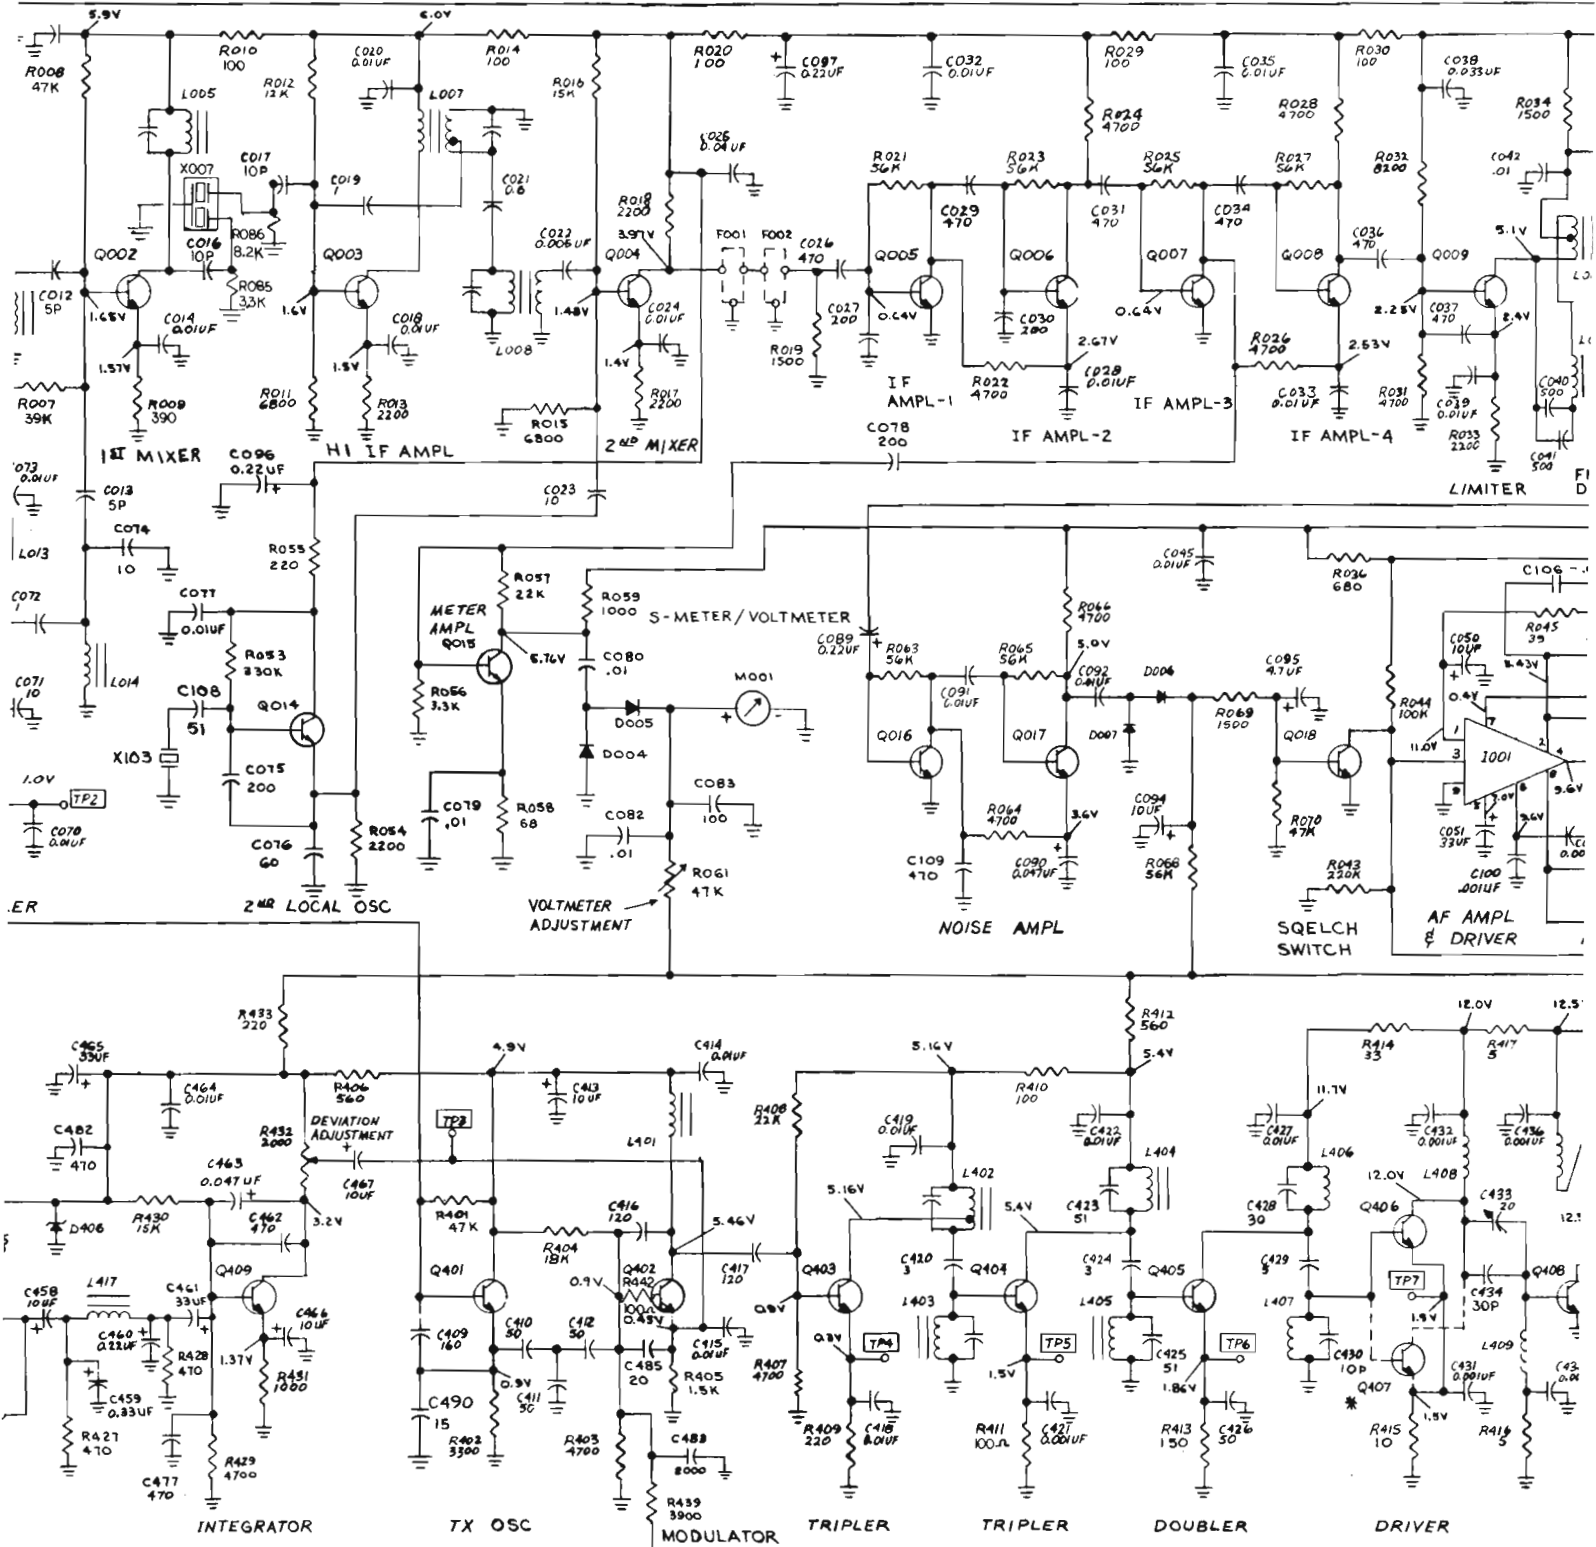 5.9V
6.0V
R008
47K
R010
100
R012
12K
C020
0.01UF
R014
100
R016
15K
R020
100
C097
0.22UF
C032
0.01UF
R029
100
C035
0.01UF
R030
100
C038
0.033UF
R034
1500
L005
L007
R024
4700
R028
4700
X007
C017
10P
C019
1
C021
R018
2200
R021
56K
R023
56K
R025
56K
R027
56K
R032
8200
C042
.01
C029
470
C031
470
C034
470
C016
10P
R086
8.2K
R085
3.3K
C022
0.005UF
3.97V
F001
F002
C026
470
C036
470
5.1V
Q002
Q003
Q004
Q005
Q006
Q007
Q008
Q009
C012
5P
1.65V
C014
0.01UF
1.6V
C018
0.01UF
1.48V
C024
0.01UF
C027
200
0.64V
C030
200
0.64V
2.25V
C037
470
2.4V
L008
1.57V
1.5V
1.4V
R019
1500
2.67V
R026
4700
2.53V
R007
39K
R009
390
R011
6800
R013
2200
R015
6800
R017
2200
IF
AMPL-1
R022
4700
C028
0.01UF
IF AMPL-3
C033
0.01UF
R031
4700
C039
0.01UF
C040
500
R033
2200
C041
500
1ST MIXER
HI IF AMPL
2ND MIXER
C078
200
IF AMPL-2
IF AMPL-4
LIMITER
C096
0.22UF
C023
10
C013
5P
C074
10
L013
R055
220
R057
22K
R059
1000
C045
0.01UF
R036
680
C106
C072
1
C077
0.01UF
METER
AMPL
Q015
5.76V
S-METER/VOLTMETER
C089
0.22UF
R063
56K
R065
56K
R066
4700
5.0V
R045
39
C050
10UF
R053
330K
C071
10
L014
C108
51
Q014
R056
3.3K
C080
.01
M001
D005
D004
C091
0.01UF
C092
0.01UF
D006
D007
R069
1500
C095
4.7UF
R044
100K
0.4V
11.0V
7
1
3
9
2
4
I001
9.6V
X103
C075
200
Q016
Q017
Q018
1.0V
TP2
C070
0.01UF
C076
60
R054
2200
C079
.01
R058
68
C082
.01
C083
100
R064
4700
3.6V
C094
10UF
R070
47K
C051
33UF
9.6V
R061
47K
C109
470
C090
0.047UF
R068
56K
R043
220K
C100
.001UF
2ND LOCAL OSC
VOLTMETER
ADJUSTMENT
NOISE AMPL
SQELCH
SWITCH
AF AMPL
& DRIVER
R433
220
R412
560
12.0V
C465
33UF
4.9V
C414
0.01UF
5.16V
5.4V
R414
33
R417
5
C464
0.01UF
R406
560
C413
10UF
R410
100
11.7V
DEVIATION
ADJUSTMENT
TP3
R408
22K
C419
0.01UF
C422
0.01UF
C427
0.01UF
C432
0.001UF
C436
0.001UF
C482
470
R432
2000
L401
L402
L404
L406
L408
C463
0.047UF
C467
10UF
5.16V
12.0V
D406
R430
15K
C462
470
3.2V
R401
47K
C416
120
5.46V
5.4V
C423
51
C428
30
Q406
C433
20
R404
18K
C417
120
C420
3
C424
3
C429
C458
10UF
L417
C461
33UF
Q409
Q401
0.9V
Q402
R442
100Ω
0.45V
Q403
0.9V
Q404
Q405
TP7
Q408
C460
0.22UF
C466
10UF
C409
160
C410
50
C412
50
C415
0.01UF
L403
L405
L407
1.5V
C434
30P
R428
470
1.37V
R431
1000
C485
20
R405
1.5K
R407
4700
TP4
TP5
C425
51
TP6
C430
10P
L409
C459
0.33UF
0.9V
C411
50
1.5V
1.86V
Q407
*
C431
0.001UF
1.5V
R427
470
C490
15
R402
3300
R403
4700
C483
2000
R409
220
C418
0.01UF
R411
100Ω
C421
0.001UF
R413
150
C426
50
R415
10
R416
5
C477
470
R429
4700
R439
3900
INTEGRATOR
TX OSC
MODULATOR
TRIPLER
TRIPLER
DOUBLER
DRIVER